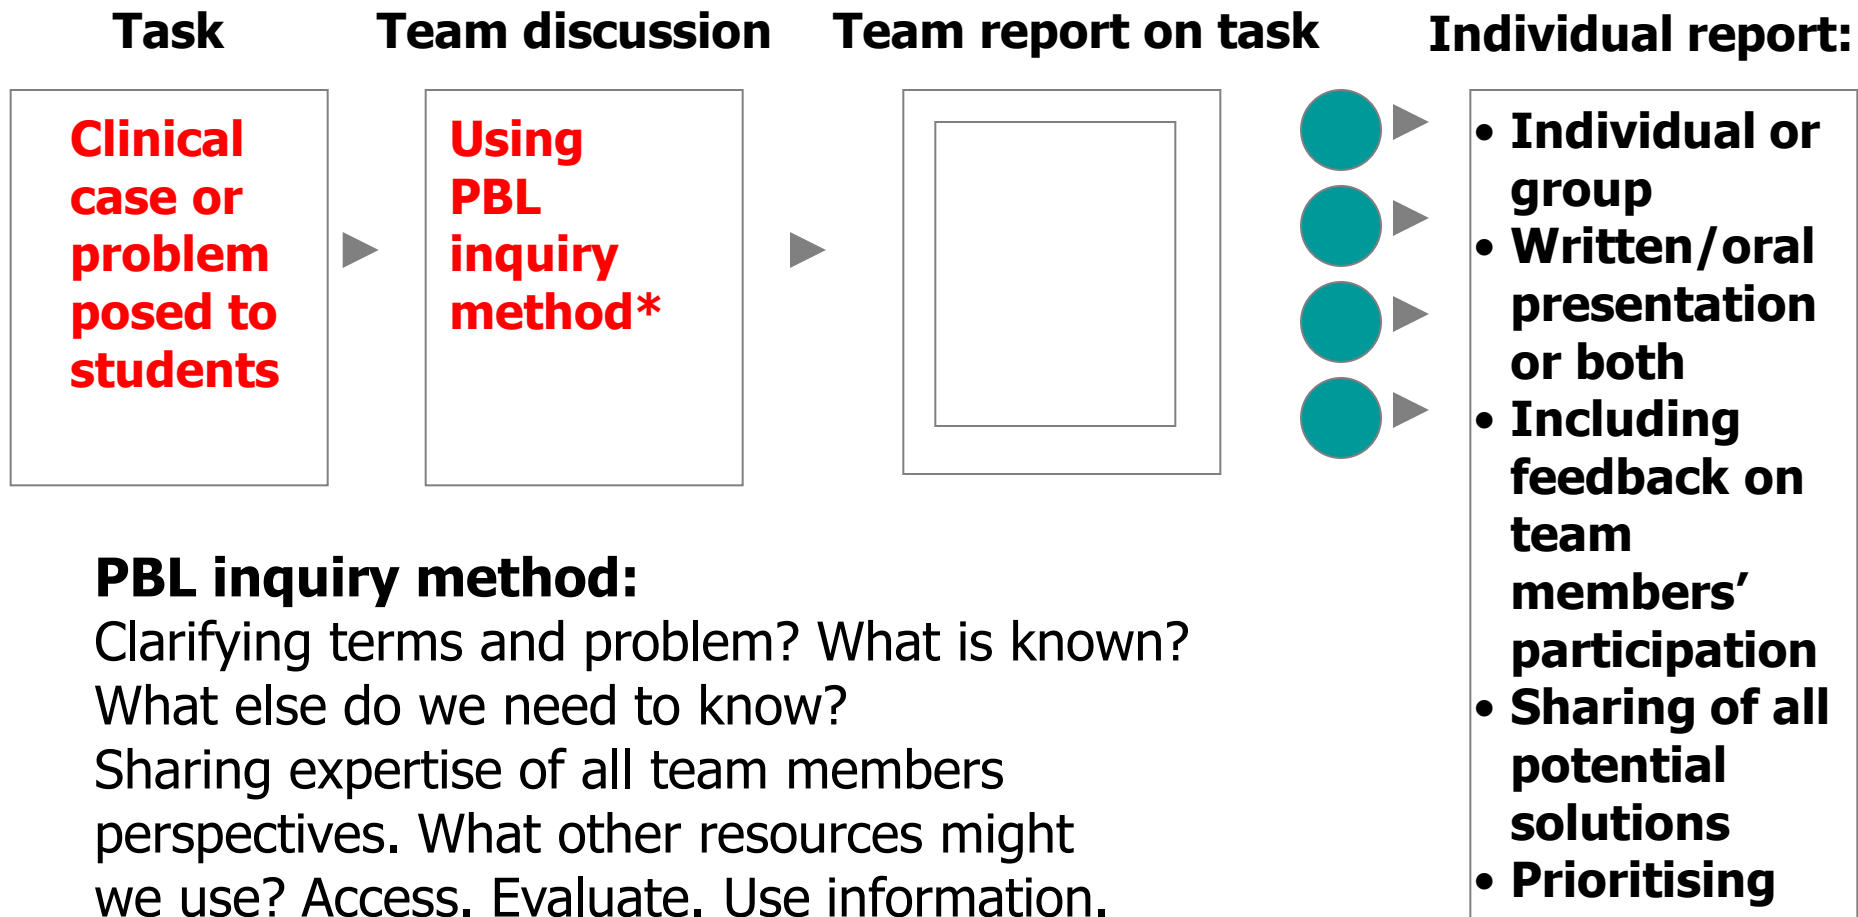 Task
Team discussion
Team report on task
Individual report:
Clinical
case or
problem
posed to
students
Using
PBL
inquiry
method*
• Individual or
group
• Written/oral
presentation
or both
• Including
feedback on
team
members’
participation
• Sharing of all
potential
solutions
• Prioritising
PBL inquiry method:
Clarifying terms and problem? What is known?
What else do we need to know?
Sharing expertise of all team members
perspectives. What other resources might
we use? Access. Evaluate. Use information.